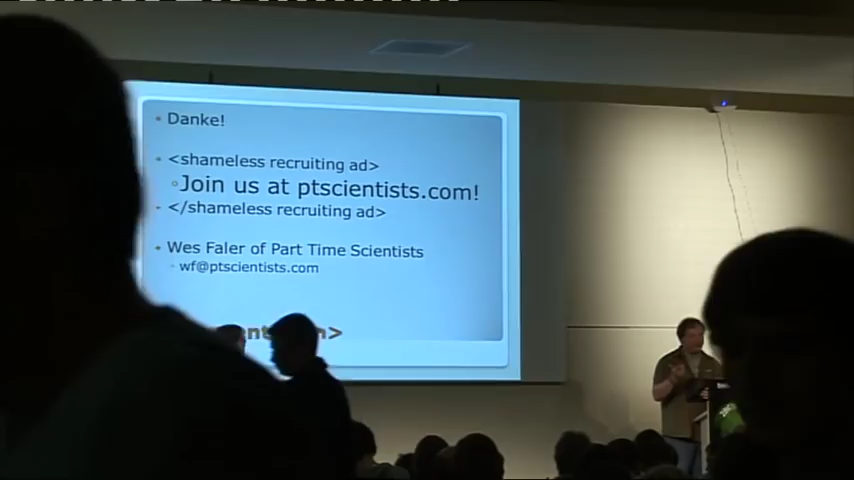 Danke!
<shameless recruiting ad>
Join us at ptscientists.com!
</shameless recruiting ad>
Wes Faler of Part Time Scientists
wf@ptscientists.com